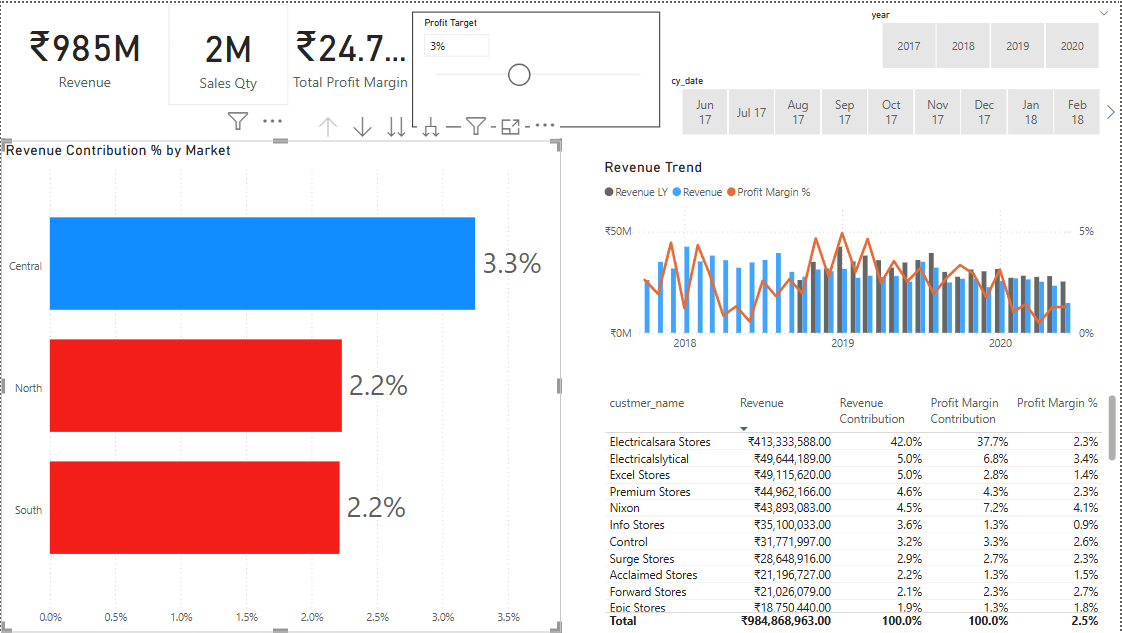 ₹985M
Revenue
2M
Sales Qty
₹24.7...
Total Profit Margin
Profit Target
3%
year
2017 2018 2019 2020
cy_date
Jun 17 Jul 17 Aug 17 Sep 17 Oct 17 Nov 17 Dec 17 Jan 18 Feb 18
Revenue Contribution % by Market
Central 3.3%
North 2.2%
South 2.2%
0.0% 0.5% 1.0% 1.5% 2.0% 2.5% 3.0% 3.5%
Revenue Trend
Revenue LY Revenue Profit Margin %
₹50M 5%
₹0M 0%
2018 2019 2020
custmer_name Revenue Revenue Contribution Profit Margin Contribution Profit Margin %
Electricalsara Stores ₹413,333,588.00 42.0% 37.7% 2.3%
Electricalslytical ₹49,644,189.00 5.0% 6.8% 3.4%
Excel Stores ₹49,115,620.00 5.0% 2.8% 1.4%
Premium Stores ₹44,962,166.00 4.6% 4.3% 2.3%
Nixon ₹43,893,083.00 4.5% 7.2% 4.1%
Info Stores ₹35,100,033.00 3.6% 1.3% 0.9%
Control ₹31,771,997.00 3.2% 3.3% 2.6%
Surge Stores ₹28,648,916.00 2.9% 2.7% 2.3%
Acclaimed Stores ₹21,196,727.00 2.2% 1.3% 1.5%
Forward Stores ₹21,026,079.00 2.1% 2.3% 2.7%
Epic Stores ₹18,750,440.00 1.9% 1.3% 1.8%
Total ₹984,868,963.00 100.0% 100.0% 2.5%